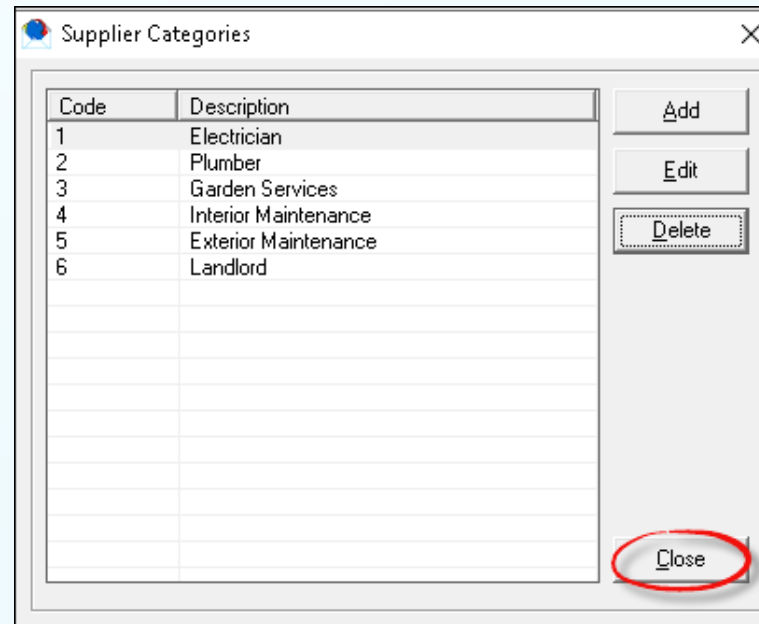 Supplier Categories
Code Description
1 Electrician
2 Plumber
3 Garden Services
4 Interior Maintenance
5 Exterior Maintenance
6 Landlord
Add
Edit
Delete
Close